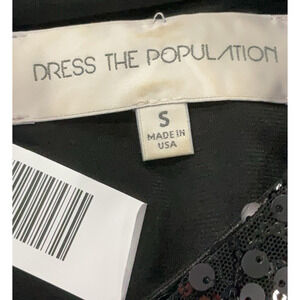 DRESS THE POPULATION
S
MADE IN
USA